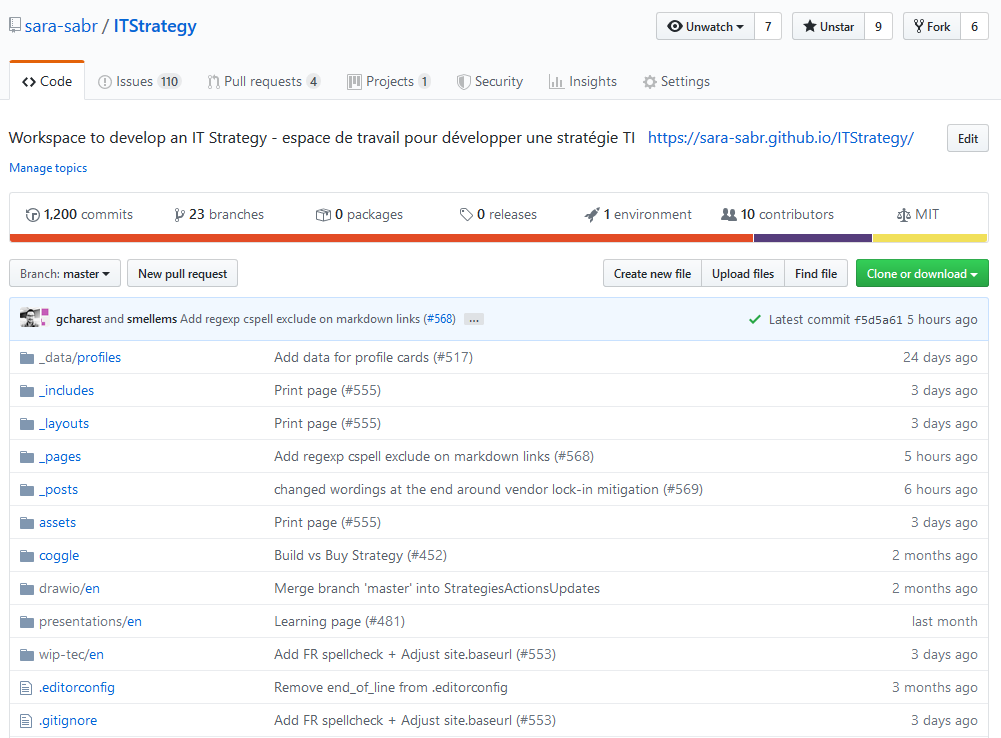 sara-sabr / ITStrategy
Unwatch 7 Unstar 9 Fork 6
Code Issues 110 Pull requests 4 Projects 1 Security Insights Settings
Workspace to develop an IT Strategy - espace de travail pour développer une stratégie TI https://sara-sabr.github.io/ITStrategy/ Edit
Manage topics
1,200 commits 23 branches 0 packages 0 releases 1 environment 10 contributors MIT
Branch: master New pull request Create new file Upload files Find file Clone or download
gcharest and smellems Add regexp cspell exclude on markdown links (#568) ... Latest commit f5d5a61 5 hours ago
_data/profiles Add data for profile cards (#517) 24 days ago
_includes Print page (#555) 3 days ago
_layouts Print page (#555) 3 days ago
_pages Add regexp cspell exclude on markdown links (#568) 5 hours ago
_posts changed wordings at the end around vendor lock-in mitigation (#569) 6 hours ago
assets Print page (#555) 3 days ago
coggle Build vs Buy Strategy (#452) 2 months ago
drawio/en Merge branch 'master' into StrategiesActionsUpdates 2 months ago
presentations/en Learning page (#481) last month
wip-tec/en Add FR spellcheck + Adjust site.baseurl (#553) 3 days ago
.editorconfig Remove end_of_line from .editorconfig 3 months ago
.gitignore Add FR spellcheck + Adjust site.baseurl (#553) 3 days ago